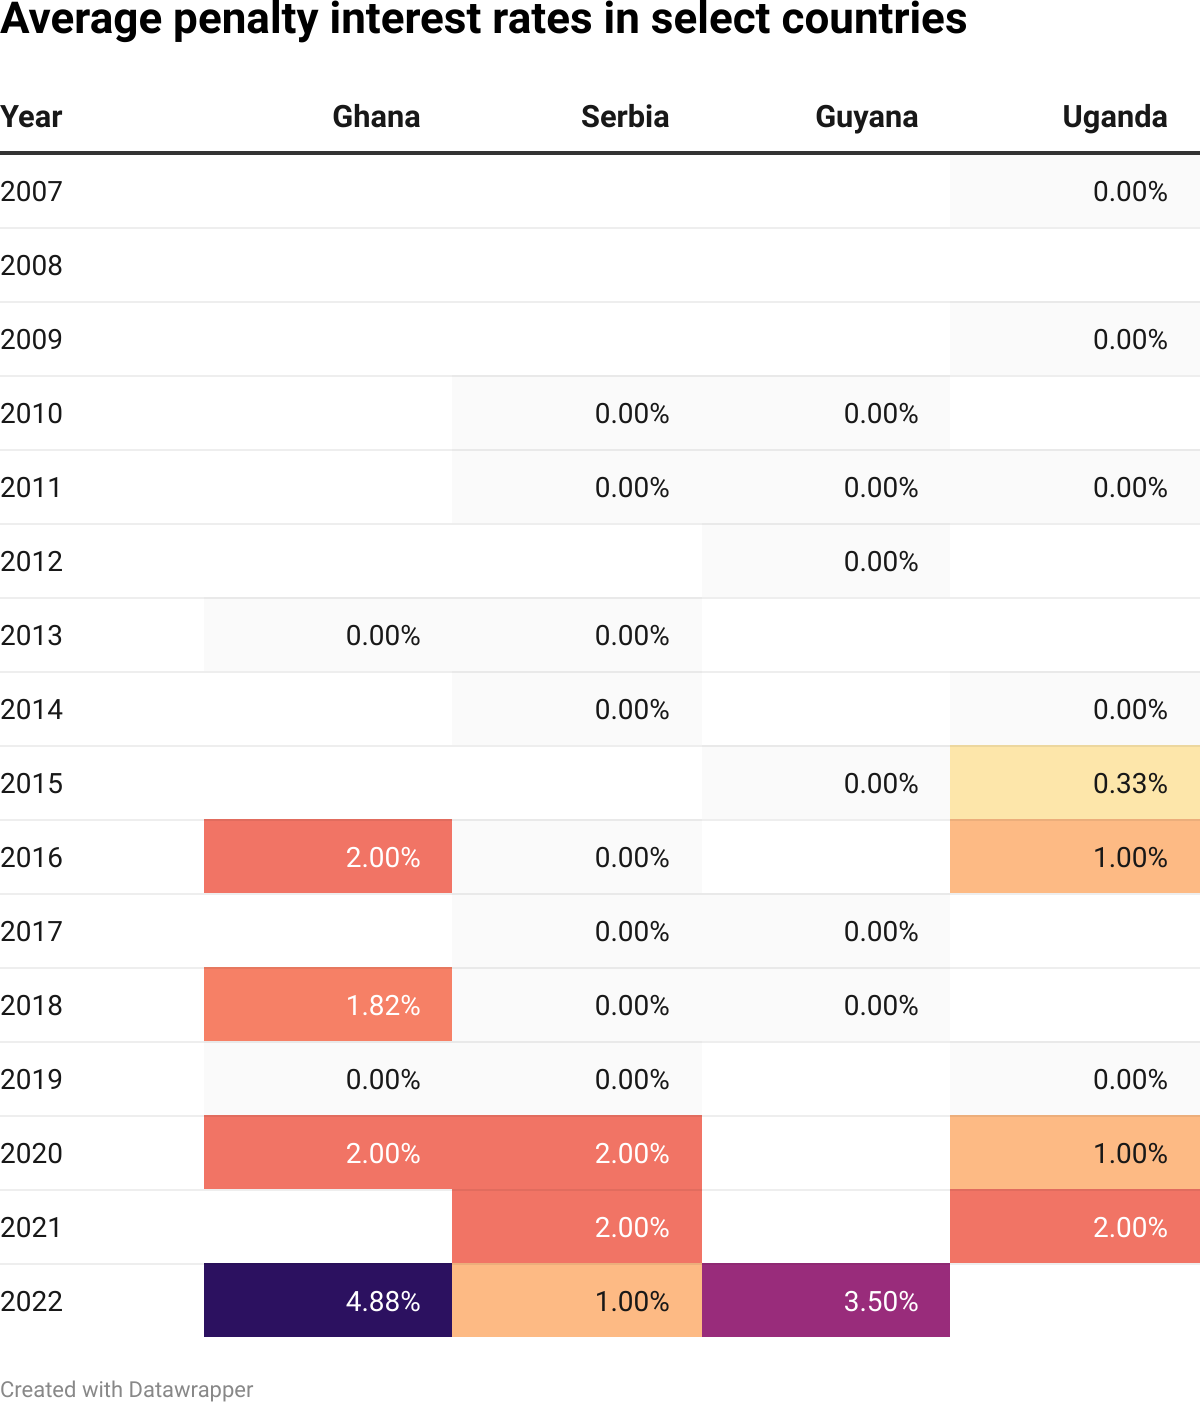 Average penalty interest rates in select countries
Year Ghana Serbia Guyana Uganda
2007 0.00%
2008
2009 0.00%
2010 0.00% 0.00%
2011 0.00% 0.00% 0.00%
2012 0.00%
2013 0.00% 0.00%
2014 0.00% 0.00%
2015 0.00% 0.33%
2016 2.00% 0.00% 1.00%
2017 0.00% 0.00%
2018 1.82% 0.00% 0.00%
2019 0.00% 0.00% 0.00%
2020 2.00% 2.00% 1.00%
2021 2.00% 2.00%
2022 4.88% 1.00% 3.50%
Created with Datawrapper